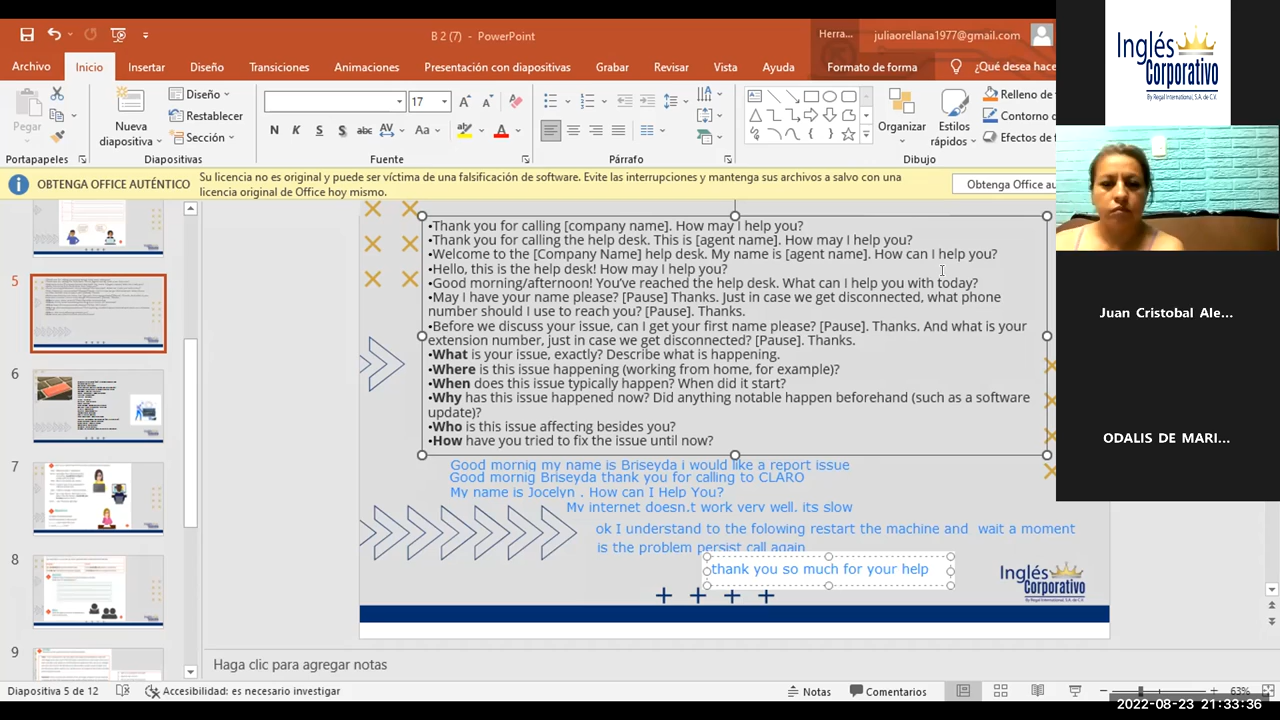 B 2 (7) - PowerPoint
Herra...
juliaorellana1977@gmail.com
Archivo
Inicio
Insertar
Diseño
Transiciones
Animaciones
Presentación con diapositivas
Grabar
Revisar
Vista
Ayuda
Formato de forma
¿Qué desea hace
Pegar
Nueva
diapositiva
Diseño
Restablecer
Sección
17
N K S S abc AV Aa A
Organizar
Estilos
rápidos
Relleno de
Contorno d
Efectos de f
Portapapeles
Diapositivas
Fuente
Párrafo
Dibujo
OBTENGA OFFICE AUTÉNTICO
Su licencia no es original y puede ser víctima de una falsificación de software. Evite las interrupciones y mantenga sus archivos a salvo con una
licencia original de Office hoy mismo.
Obtenga Office au
5
6
7
8
9
•Thank you for calling [company name]. How may I help you?
•Thank you for calling the help desk. This is [agent name]. How may I help you?
•Welcome to the [Company Name] help desk. My name is [agent name]. How can I help you?
•Hello, this is the help desk! How may I help you?
•Good morning/afternoon! You've reached the help desk. What can I help you with today?
•May I have your name please? [Pause] Thanks. Just in case we get disconnected, what phone
number should I use to reach you? [Pause]. Thanks.
•Before we discuss your issue, can I get your first name please? [Pause]. Thanks. And what is your
extension number, just in case we get disconnected? [Pause]. Thanks.
•What is your issue, exactly? Describe what is happening.
•Where is this issue happening (working from home, for example)?
•When does this issue typically happen? When did it start?
•Why has this issue happened now? Did anything notable happen beforehand (such as a software
update)?
•Who is this issue affecting besides you?
•How have you tried to fix the issue until now?
Good mornig my name is Briseyda i would like a report issue
Good mornig Briseyda thank you for calling to CLARO
My name is Jocelyn . How can I Help You?
My internet doesn.t work very well. its slow
ok I understand to the folowing restart the machine and wait a moment
is the problem persist call again
thank you so much for your help
Inglés
Corporativo
Haga clic para agregar notas
Diapositiva 5 de 12
Accesibilidad: es necesario investigar
Notas
Comentarios
63%
Inglés
Corporativo
By Regal International, S.A. de C.V.
Juan Cristobal Ale...
ODALIS DE MARI...
2022-08-23 21:33:36